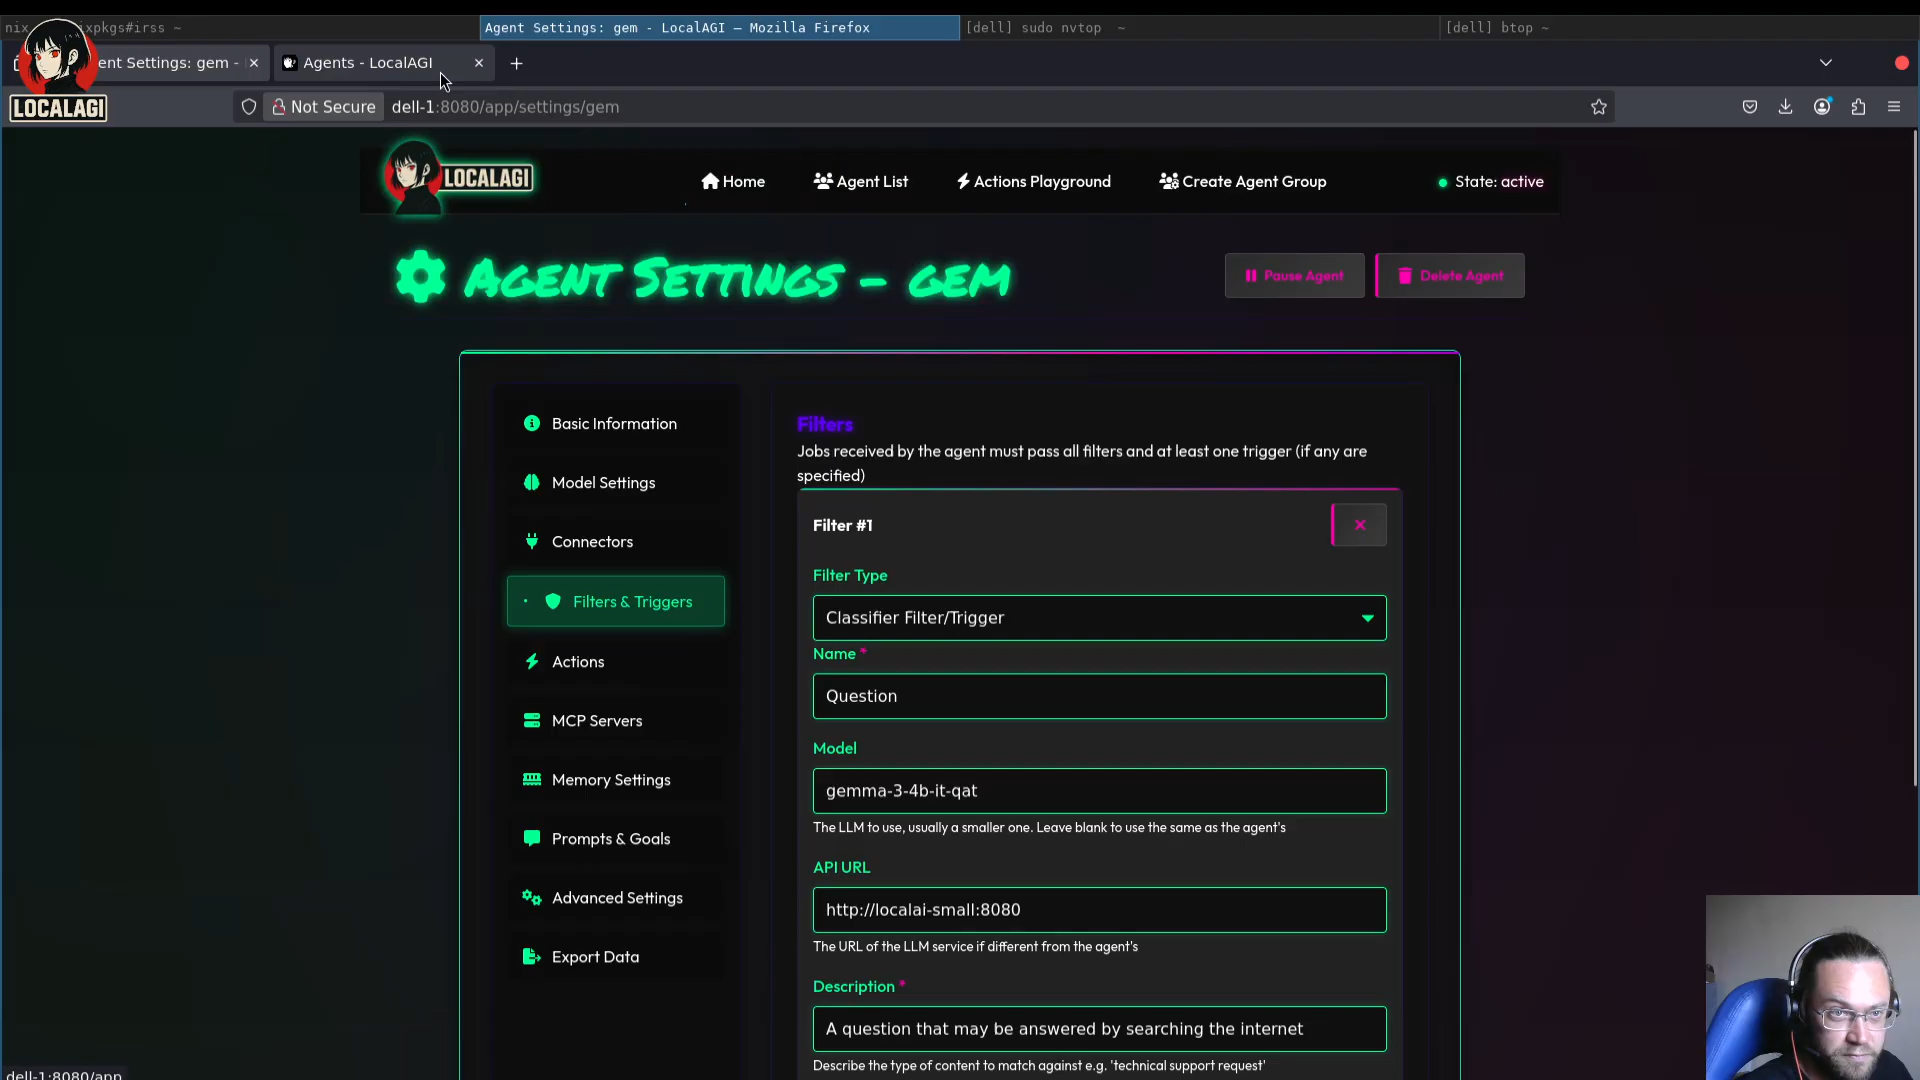 nix
ixpkgs#irss ~
Agent Settings: gem - LocalAGI — Mozilla Firefox
[dell] sudo nvtop  ~
[dell] btop ~
ent Settings: gem -
Agents - LocalAGI
LOCALAGI
Not Secure
dell-1:8080/app/settings/gem
LOCALAGI
Home
Agent List
Actions Playground
Create Agent Group
State: active
Agent Settings - gem
Pause Agent
Delete Agent
Basic Information
Model Settings
Connectors
Filters & Triggers
Actions
MCP Servers
Memory Settings
Prompts & Goals
Advanced Settings
Export Data
Filters
Jobs received by the agent must pass all filters and at least one trigger (if any are
specified)
Filter #1
Filter Type
Classifier Filter/Trigger
Name *
Question
Model
gemma-3-4b-it-qat
The LLM to use, usually a smaller one. Leave blank to use the same as the agent's
API URL
http://localai-small:8080
The URL of the LLM service if different from the agent's
Description *
A question that may be answered by searching the internet
Describe the type of content to match against e.g. 'technical support request'
dell-1:8080/app